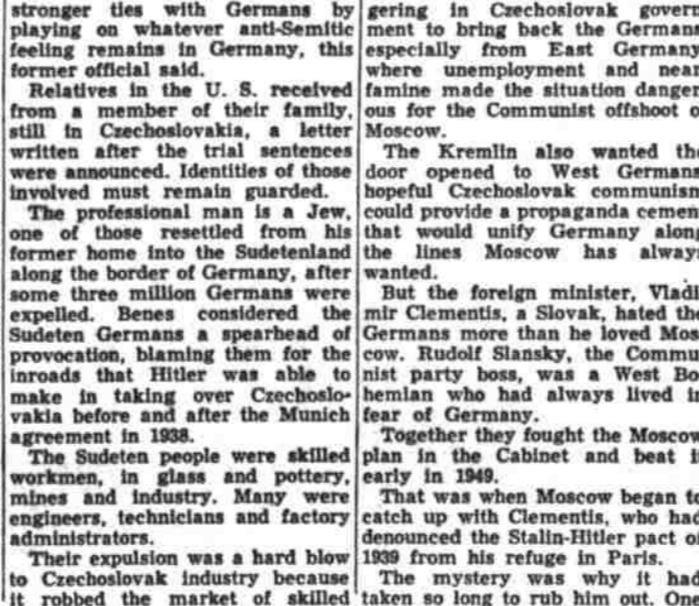 stronger ties with Germans by
playing on whatever anti-Semitic
feeling remains in Germany, this
former official said.
Relatives in the U. S. received
from a member of their family,
still in Czechoslovakia, a letter
written after the trial sentences
were announced. Identities of those
involved must remain guarded.
The professional man is a Jew,
one of those resettled from his
former home into the Sudetenland
along the border of Germany, after
some three million Germans were
expelled. Benes considered the
Sudeten Germans a spearhead of
provocation, blaming them for the
inroads that Hitler was able to
make in taking over Czechoslo-
vakia before and after the Munich
agreement in 1938.
The Sudeten people were skilled
workmen, in glass and pottery,
mines and industry. Many were
engineers, technicians and factory
administrators.
Their expulsion was a hard blow
to Czechoslovak industry because
it robbed the market of skilled
gering in Czechoslovak govern
ment to bring back the Germans
especially from East Germany
where unemployment and near
famine made the situation danger
ous for the Communist offshoot o
Moscow.
The Kremlin also wanted the
door opened to West Germans
hopeful Czechoslovak communism
could provide a propaganda cemen
that would unify Germany along
the lines Moscow has always
wanted.
But the foreign minister, Vladi
mir Clementis, a Slovak, hated the
Germans more than he loved Mos
cow. Rudolf Slansky, the Commu
nist party boss, was a West Bo
hemian who had always lived in
fear of Germany.
Together they fought the Moscow
plan in the Cabinet and beat i
early in 1949.
That was when Moscow began to
catch up with Clementis, who had
denounced the Stalin-Hitler pact of
1939 from his refuge in Paris.
The mystery was why it had
taken so long to rub him out. One